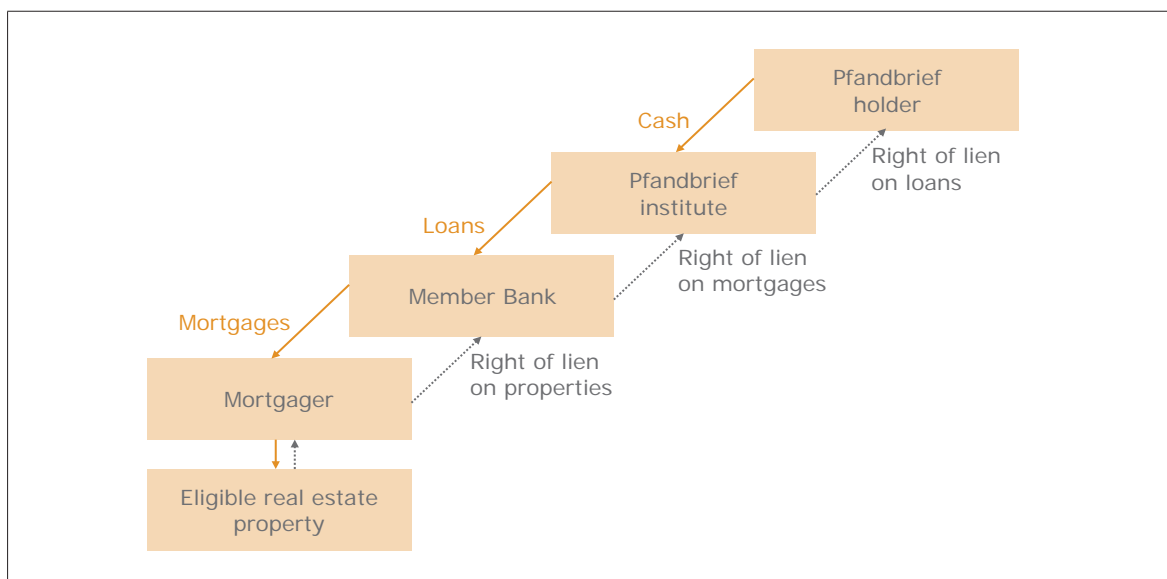 Pfandbrief
holder
Cash
Right of lien
on loans
Pfandbrief
institute
Loans
Right of lien
on mortgages
Member Bank
Mortgages
Right of lien
on properties
Mortgager
Eligible real estate
property